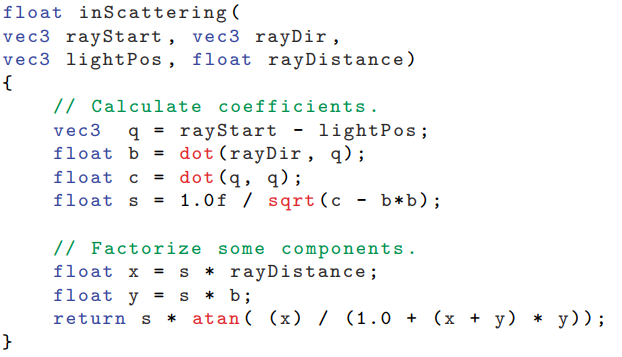 float inScattering(
vec3 rayStart, vec3 rayDir,
vec3 lightPos, float rayDistance)
{
    // Calculate coefficients.
    vec3  q = rayStart - lightPos;
    float b = dot(rayDir, q);
    float c = dot(q, q);
    float s = 1.0f / sqrt(c - b*b);

    // Factorize some components.
    float x = s * rayDistance;
    float y = s * b;
    return s * atan( (x) / (1.0 + (x + y) * y));
}